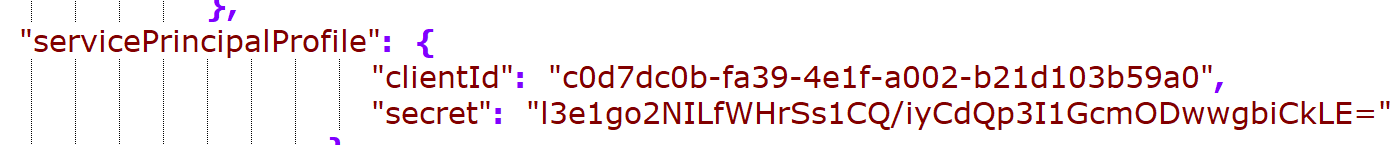 },
"servicePrincipalProfile": {
"clientId": "c0d7dc0b-fa39-4e1f-a002-b21d103b59a0",
"secret": "l3e1go2NILfWHrSs1CQ/iyCdQp3I1GcmODwwgbiCkLE="
}